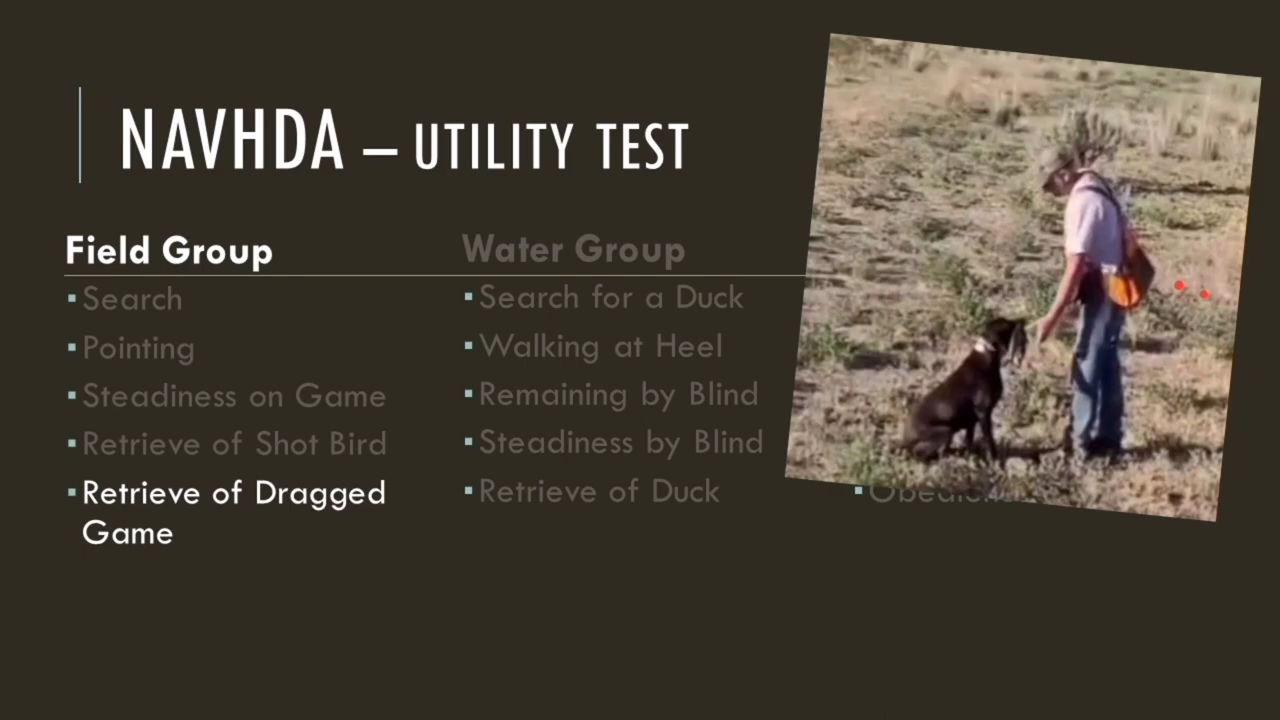 NAVHDA – UTILITY TEST
Field Group
▪ Search
▪ Pointing
▪ Steadiness on Game
▪ Retrieve of Shot Bird
▪ Retrieve of Dragged
Game
Water Group
▪ Search for a Duck
▪ Walking at Heel
▪ Remaining by Blind
▪ Steadiness by Blind
▪ Retrieve of Duck